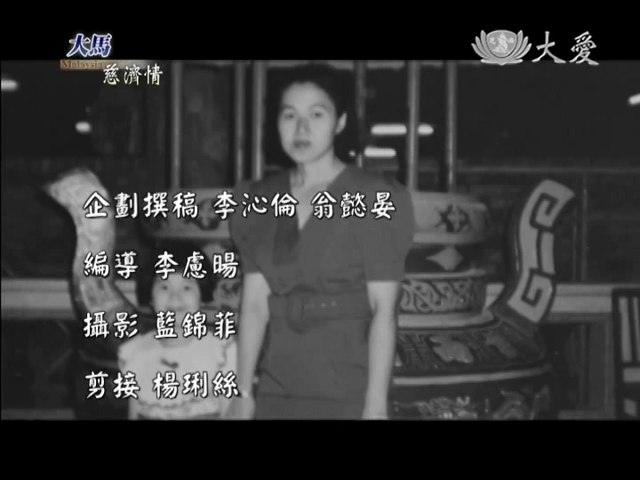 大馬
慈濟情
大愛
企劃撰稿 李沁倫 翁懿晏
編導 李慮暘
攝影 藍錦菲
剪接 楊琍絲